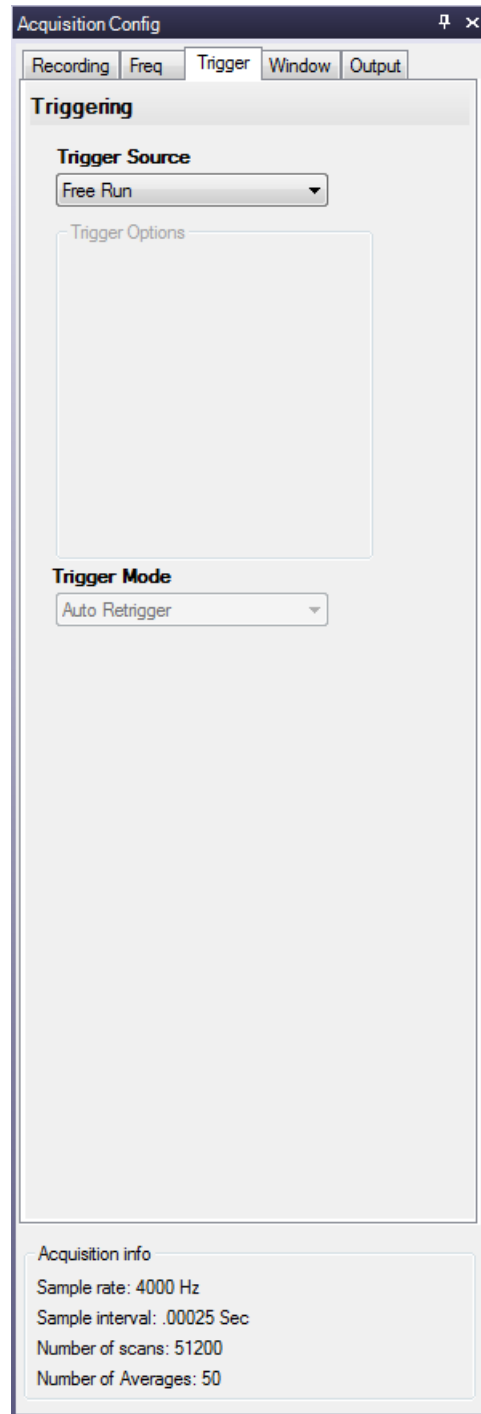 Acquisition Config
Recording Freq Trigger Window Output
Triggering
Trigger Source
Free Run
Trigger Options
Trigger Mode
Auto Retrigger
Acquisition info
Sample rate: 4000 Hz
Sample interval: .00025 Sec
Number of scans: 51200
Number of Averages: 50